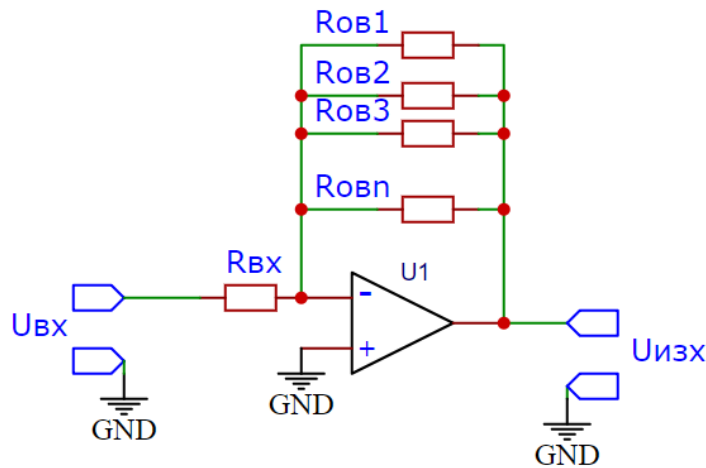 Rов1
Rов2
Rов3
Rовn
Rвх
U1
-
+
Uвх
Uизх
GND
GND
GND